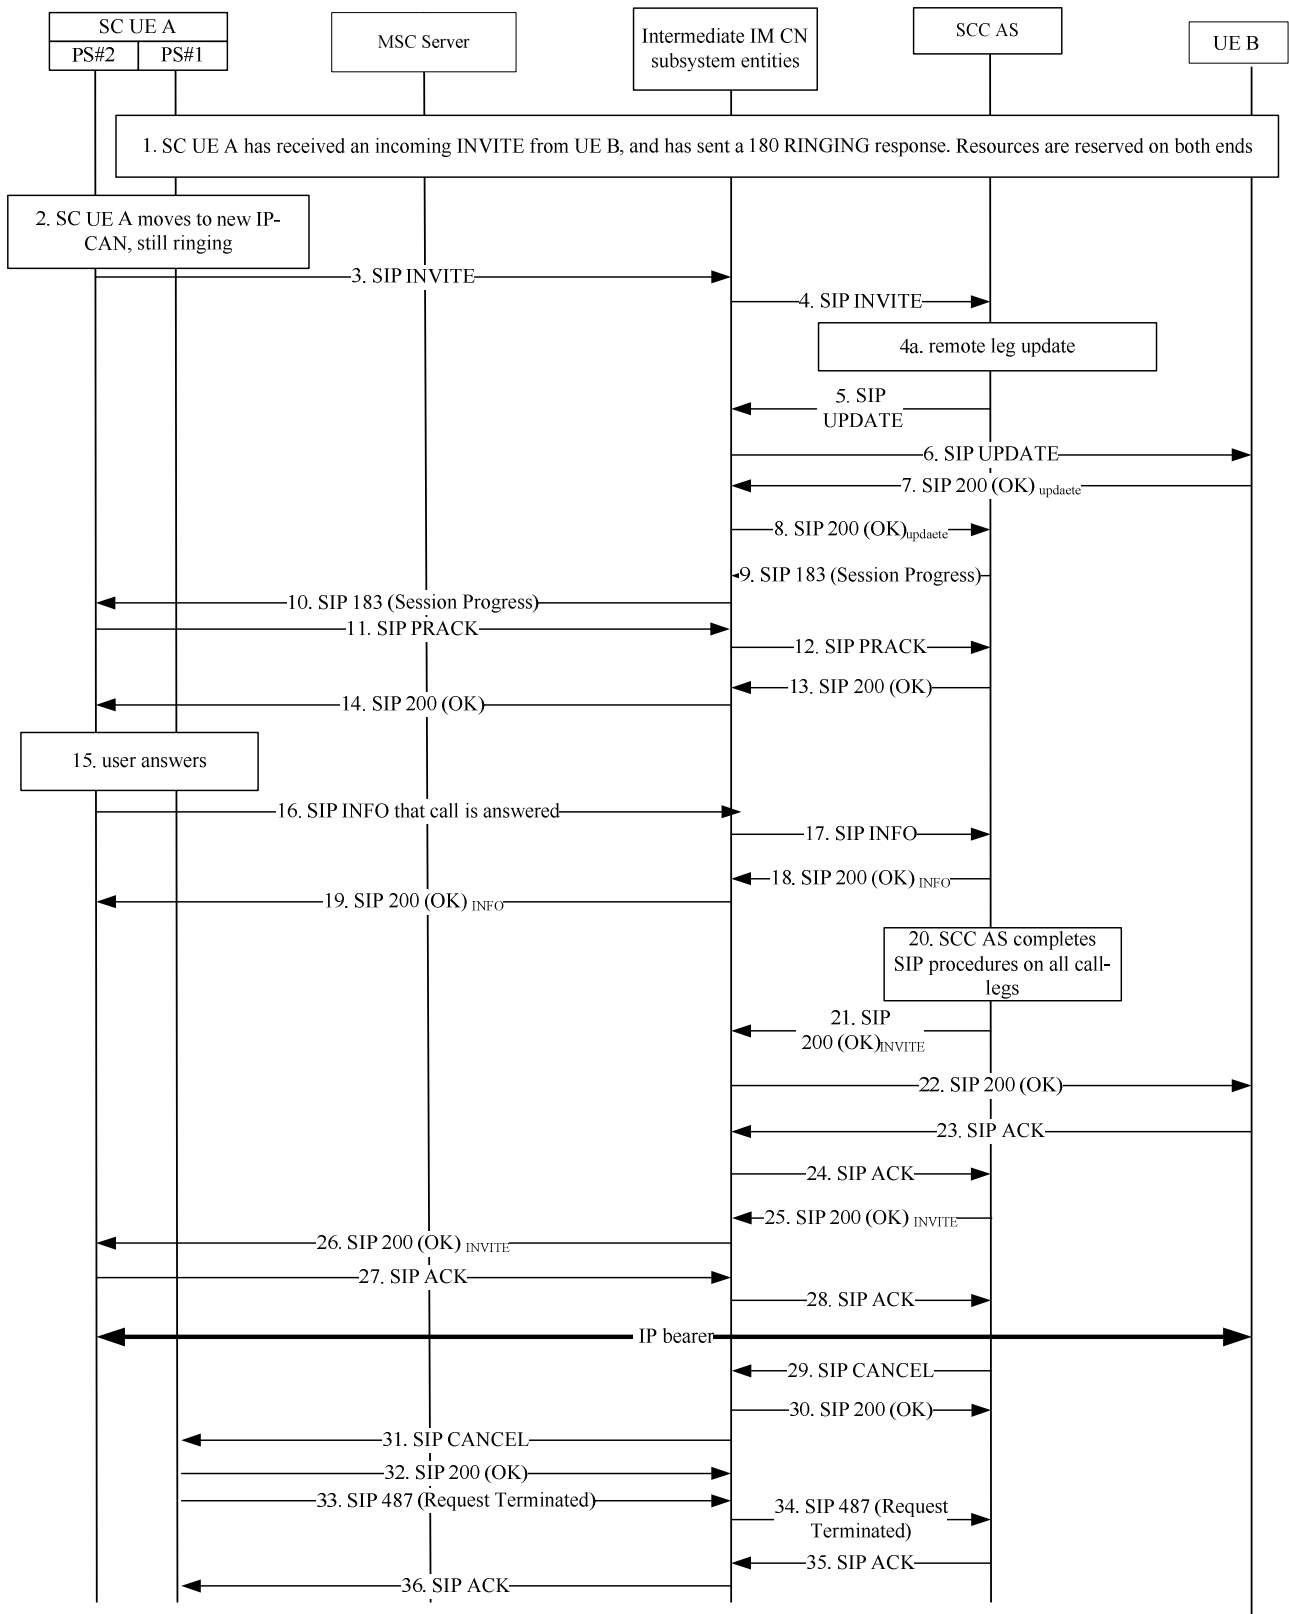 SC UE A
PS#2
PS#1
MSC Server
Intermediate IM CN
subsystem entities
SCC AS
UE B
1. SC UE A has received an incoming INVITE from UE B, and has sent a 180 RINGING response. Resources are reserved on both ends
2. SC UE A moves to new IP-
CAN, still ringing
3. SIP INVITE
4. SIP INVITE
4a. remote leg update
5. SIP
UPDATE
6. SIP UPDATE
7. SIP 200 (OK) updaete
8. SIP 200 (OK)updaete
9. SIP 183 (Session Progress)
10. SIP 183 (Session Progress)
11. SIP PRACK
12. SIP PRACK
13. SIP 200 (OK)
14. SIP 200 (OK)
15. user answers
16. SIP INFO that call is answered
17. SIP INFO
18. SIP 200 (OK) INFO
19. SIP 200 (OK) INFO
20. SCC AS completes
SIP procedures on all call-
legs
21. SIP
200 (OK)INVITE
22. SIP 200 (OK)
23. SIP ACK
24. SIP ACK
25. SIP 200 (OK) INVITE
26. SIP 200 (OK) INVITE
27. SIP ACK
28. SIP ACK
IP bearer
29. SIP CANCEL
30. SIP 200 (OK)
31. SIP CANCEL
32. SIP 200 (OK)
33. SIP 487 (Request Terminated)
34. SIP 487 (Request
Terminated)
35. SIP ACK
36. SIP ACK